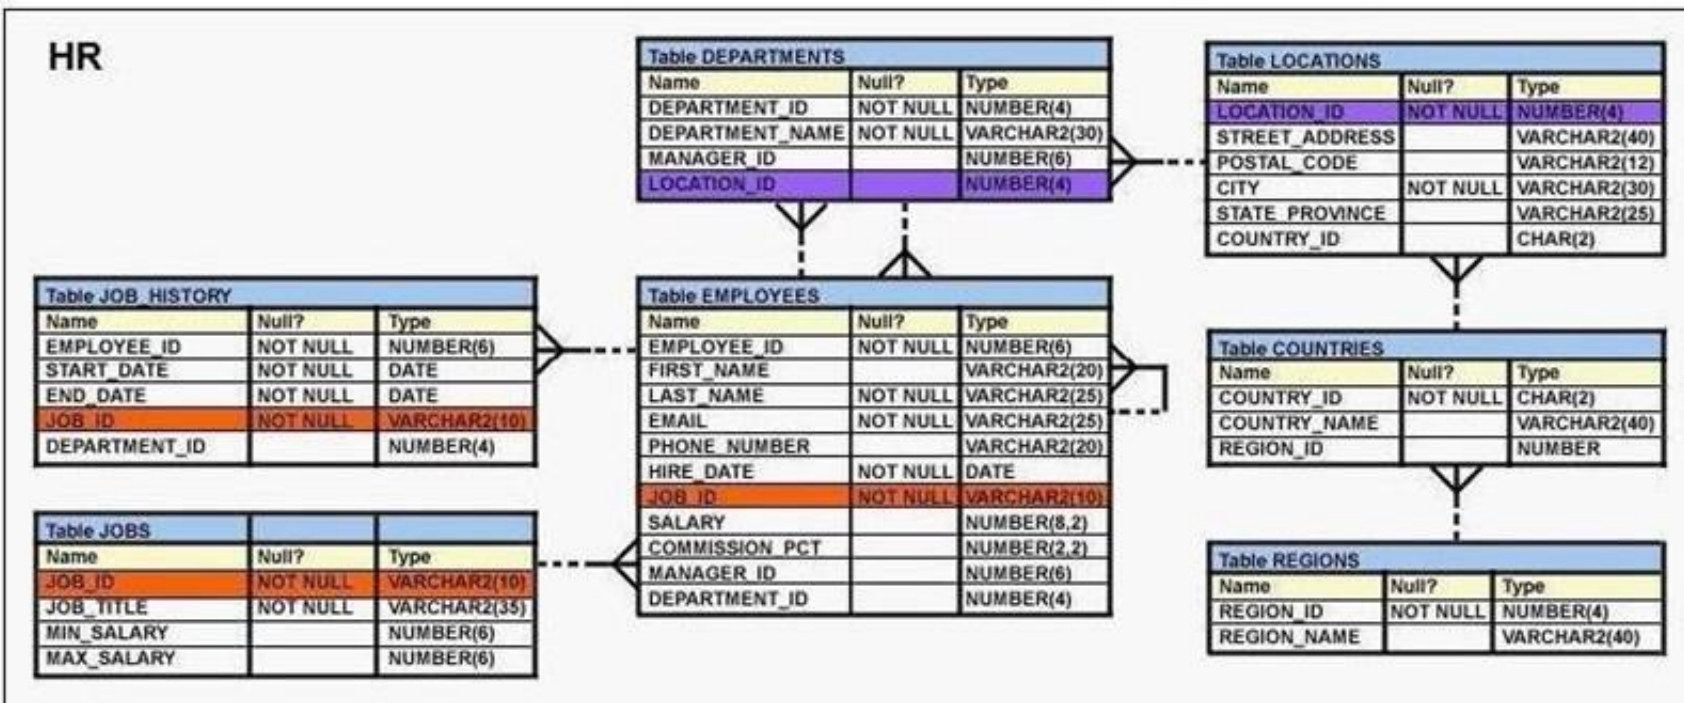 HR
Table DEPARTMENTS
Name Null? Type
DEPARTMENT_ID NOT NULL NUMBER(4)
DEPARTMENT_NAME NOT NULL VARCHAR2(30)
MANAGER_ID NUMBER(6)
LOCATION_ID NUMBER(4)
Table LOCATIONS
Name Null? Type
LOCATION_ID NOT NULL NUMBER(4)
STREET_ADDRESS VARCHAR2(40)
POSTAL_CODE VARCHAR2(12)
CITY NOT NULL VARCHAR2(30)
STATE_PROVINCE VARCHAR2(25)
COUNTRY_ID CHAR(2)
Table JOB_HISTORY
Name Null? Type
EMPLOYEE_ID NOT NULL NUMBER(6)
START_DATE NOT NULL DATE
END_DATE NOT NULL DATE
JOB_ID NOT NULL VARCHAR2(10)
DEPARTMENT_ID NUMBER(4)
Table EMPLOYEES
Name Null? Type
EMPLOYEE_ID NOT NULL NUMBER(6)
FIRST_NAME VARCHAR2(20)
LAST_NAME NOT NULL VARCHAR2(25)
EMAIL NOT NULL VARCHAR2(25)
PHONE_NUMBER VARCHAR2(20)
HIRE_DATE NOT NULL DATE
JOB_ID NOT NULL VARCHAR2(10)
SALARY NUMBER(8,2)
COMMISSION_PCT NUMBER(2,2)
MANAGER_ID NUMBER(6)
DEPARTMENT_ID NUMBER(4)
Table COUNTRIES
Name Null? Type
COUNTRY_ID NOT NULL CHAR(2)
COUNTRY_NAME VARCHAR2(40)
REGION_ID NUMBER
Table JOBS
Name Null? Type
JOB_ID NOT NULL VARCHAR2(10)
JOB_TITLE NOT NULL VARCHAR2(35)
MIN_SALARY NUMBER(6)
MAX_SALARY NUMBER(6)
Table REGIONS
Name Null? Type
REGION_ID NOT NULL NUMBER(4)
REGION_NAME VARCHAR2(40)